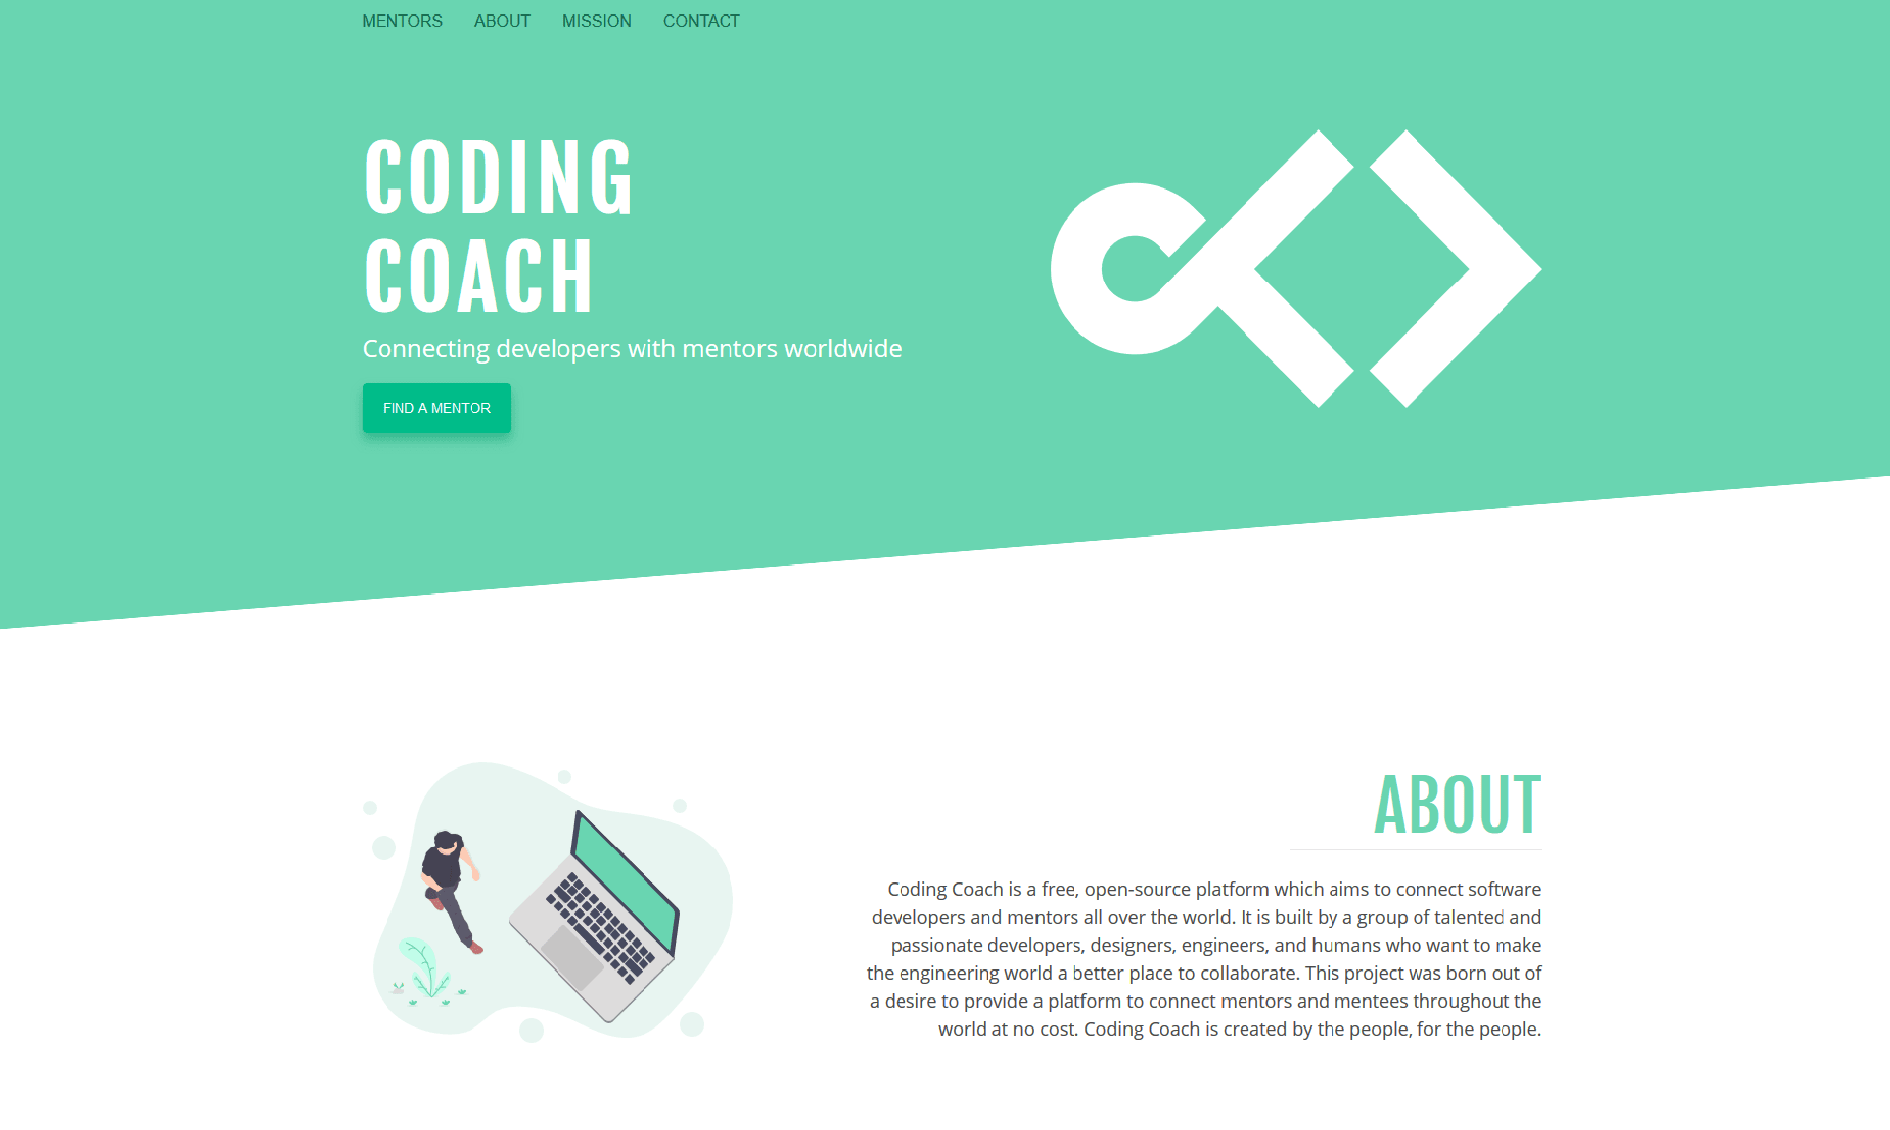 MENTORS ABOUT MISSION CONTACT
CODING
COACH
Connecting developers with mentors worldwide
FIND A MENTOR
ABOUT
Coding Coach is a free, open-source platform which aims to connect software
developers and mentors all over the world. It is built by a group of talented and
passionate developers, designers, engineers, and humans who want to make
the engineering world a better place to collaborate. This project was born out of
a desire to provide a platform to connect mentors and mentees throughout the
world at no cost. Coding Coach is created by the people, for the people.